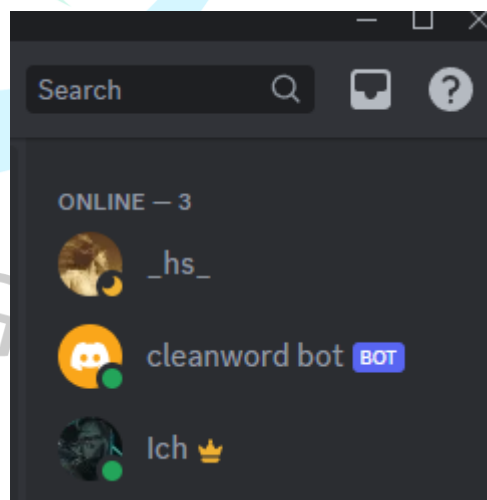 Search
ONLINE — 3
_hs_
cleanword bot BOT
Ich